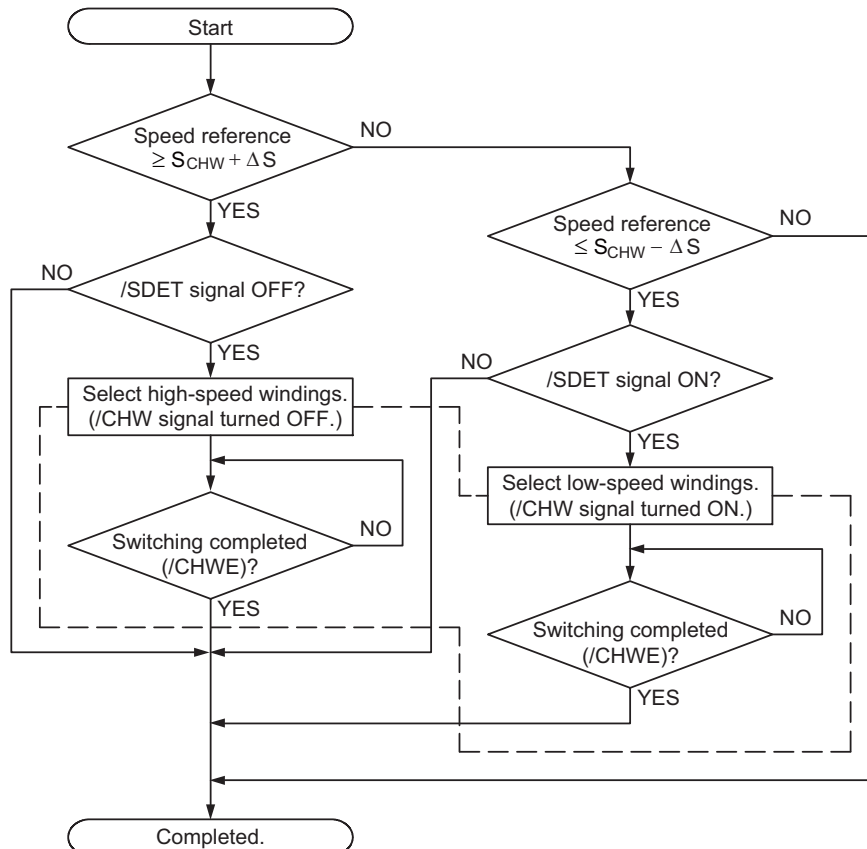 Start
Speed reference
≥ SCHW + Δ S
NO
YES
Speed reference
≤ SCHW − Δ S
NO
YES
/SDET signal OFF?
NO
YES
/SDET signal ON?
NO
YES
Select high-speed windings.
(/CHW signal turned OFF.)
Select low-speed windings.
(/CHW signal turned ON.)
Switching completed
(/CHWE)?
NO
YES
Switching completed
(/CHWE)?
NO
YES
Completed.